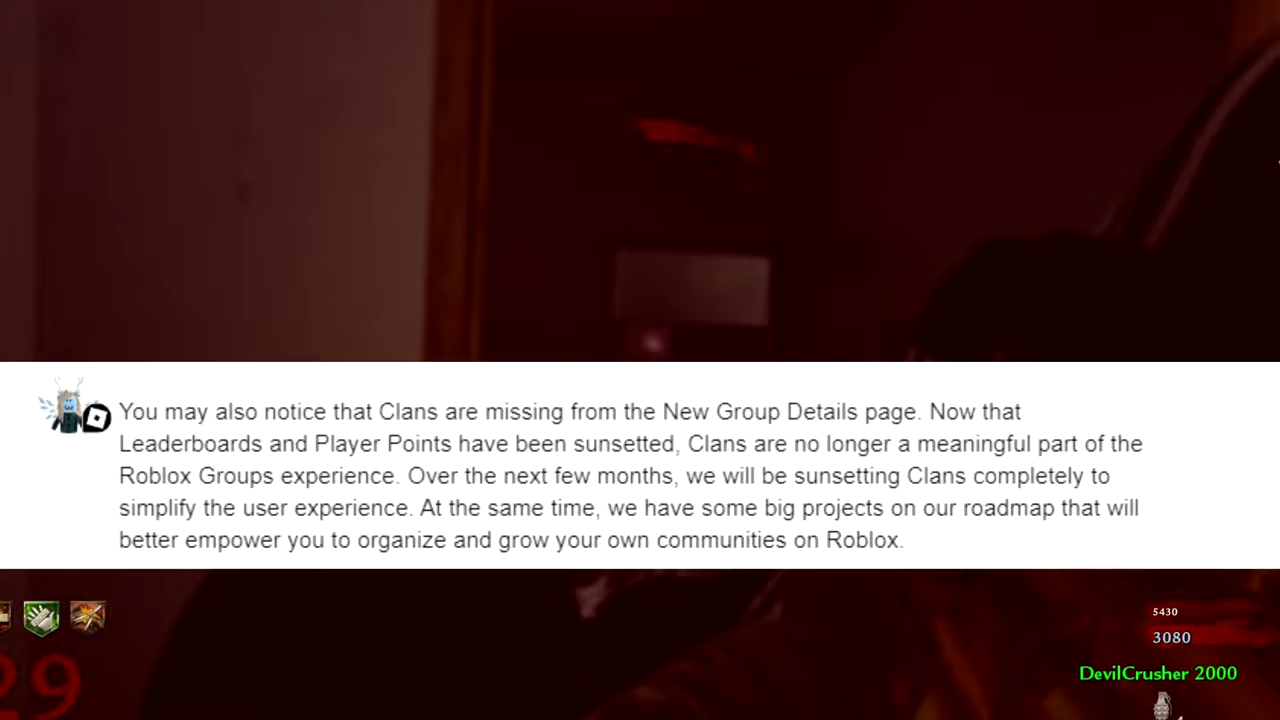 You may also notice that Clans are missing from the New Group Details page. Now that
Leaderboards and Player Points have been sunsetted, Clans are no longer a meaningful part of the
Roblox Groups experience. Over the next few months, we will be sunsetting Clans completely to
simplify the user experience. At the same time, we have some big projects on our roadmap that will
better empower you to organize and grow your own communities on Roblox.
5430
3080
29
DevilCrusher 2000